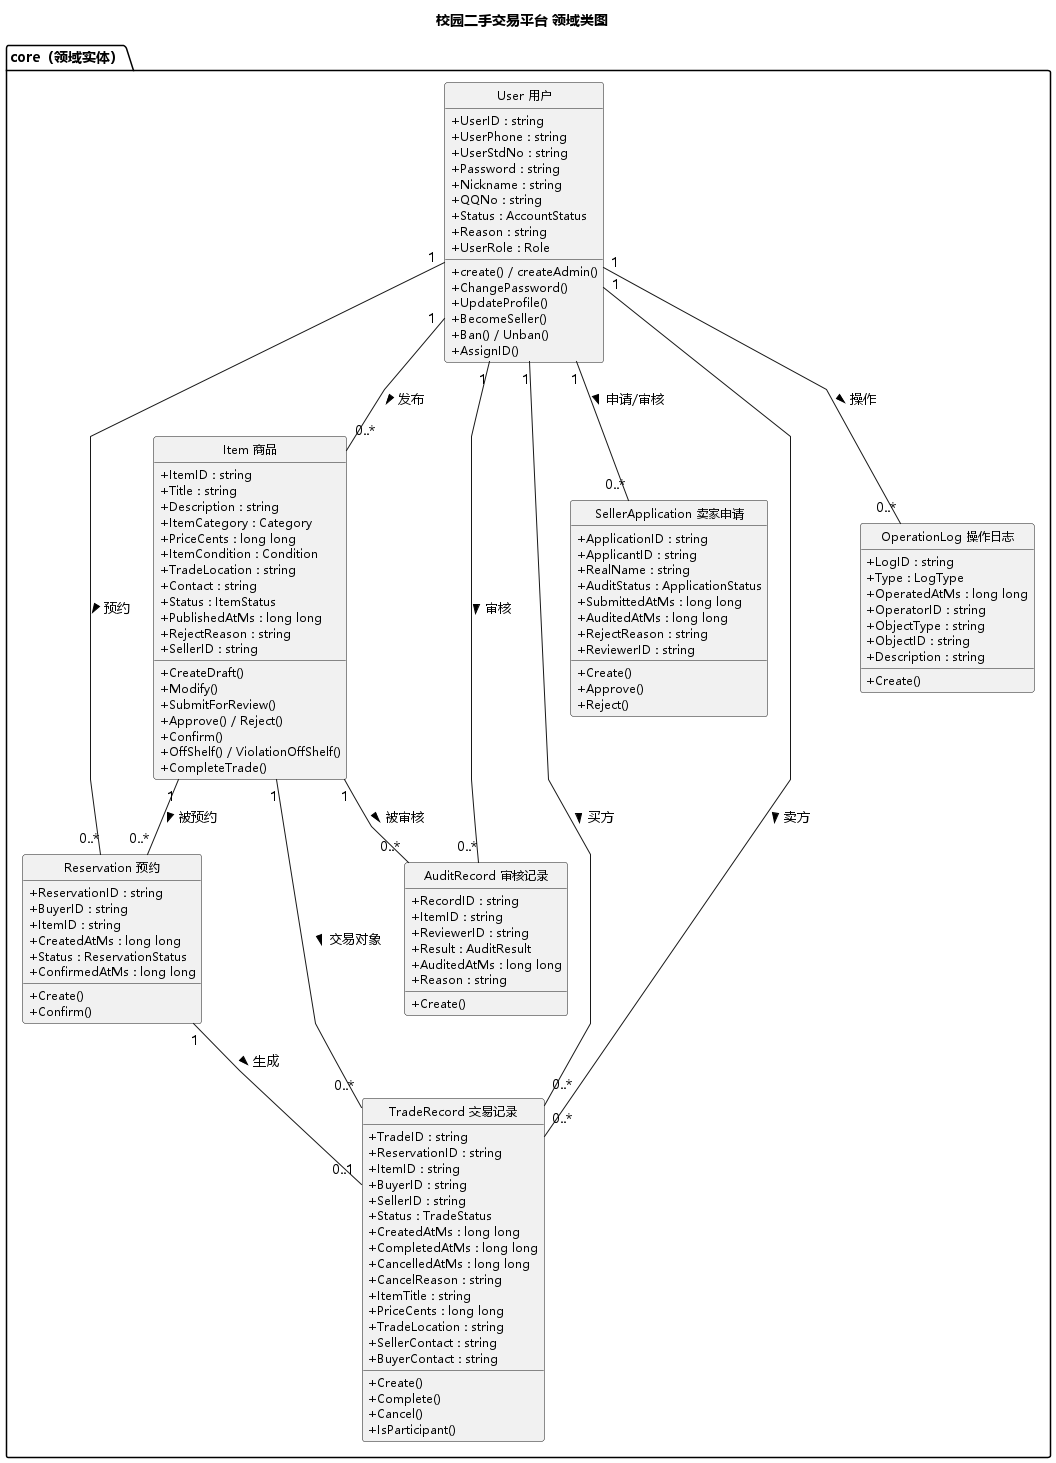 校园二手交易平台 领域类图
core（领域实体）
User 用户
+UserID : string
+UserPhone : string
+UserStdNo : string
+Password : string
+Nickname : string
+QQNo : string
+Status : AccountStatus
+Reason : string
+UserRole : Role
+create() / createAdmin()
+ChangePassword()
+UpdateProfile()
+BecomeSeller()
+Ban() / Unban()
+AssignID()
1
1
1
1
1
1
1
1
发布
申请/审核
操作
0..*
0..*
0..*
Item 商品
+ItemID : string
+Title : string
+Description : string
+ItemCategory : Category
+PriceCents : long long
+ItemCondition : Condition
+TradeLocation : string
+Contact : string
+Status : ItemStatus
+PublishedAtMs : long long
+RejectReason : string
+SellerID : string
+CreateDraft()
+Modify()
+SubmitForReview()
+Approve() / Reject()
+Confirm()
+OffShelf() / ViolationOffShelf()
+CompleteTrade()
SellerApplication 卖家申请
+ApplicationID : string
+ApplicantID : string
+RealName : string
+AuditStatus : ApplicationStatus
+SubmittedAtMs : long long
+AuditedAtMs : long long
+RejectReason : string
+ReviewerID : string
+Create()
+Approve()
+Reject()
OperationLog 操作日志
+LogID : string
+Type : LogType
+OperatedAtMs : long long
+OperatorID : string
+ObjectType : string
+ObjectID : string
+Description : string
+Create()
预约
审核
1
1
1
被预约
被审核
买方
卖方
0..*
0..*
0..*
0..*
Reservation 预约
+ReservationID : string
+BuyerID : string
+ItemID : string
+CreatedAtMs : long long
+Status : ReservationStatus
+ConfirmedAtMs : long long
+Create()
+Confirm()
AuditRecord 审核记录
+RecordID : string
+ItemID : string
+ReviewerID : string
+Result : AuditResult
+AuditedAtMs : long long
+Reason : string
+Create()
交易对象
1
生成
0..*
0..*
0..*
0..1
TradeRecord 交易记录
+TradeID : string
+ReservationID : string
+ItemID : string
+BuyerID : string
+SellerID : string
+Status : TradeStatus
+CreatedAtMs : long long
+CompletedAtMs : long long
+CancelledAtMs : long long
+CancelReason : string
+ItemTitle : string
+PriceCents : long long
+TradeLocation : string
+SellerContact : string
+BuyerContact : string
+Create()
+Complete()
+Cancel()
+IsParticipant()